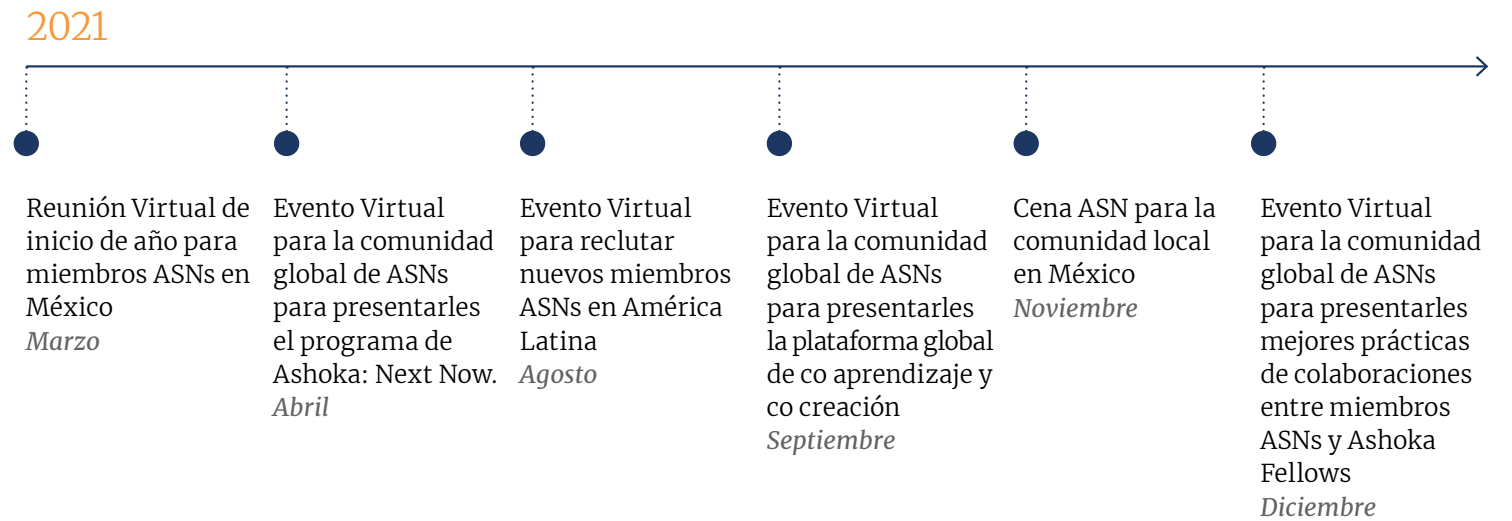 2021
Reunión Virtual de
inicio de año para
miembros ASNs en
México
Marzo
Evento Virtual
para la comunidad
global de ASNs
para presentarles
el programa de
Ashoka: Next Now.
Abril
Evento Virtual
para reclutar
nuevos miembros
ASNs en América
Latina
Agosto
Evento Virtual
para la comunidad
global de ASNs
para presentarles
la plataforma global
de co aprendizaje y
co creación
Septiembre
Cena ASN para la
comunidad local
en México
Noviembre
Evento Virtual
para la comunidad
global de ASNs
para presentarles
mejores prácticas
de colaboraciones
entre miembros
ASNs y Ashoka
Fellows
Diciembre